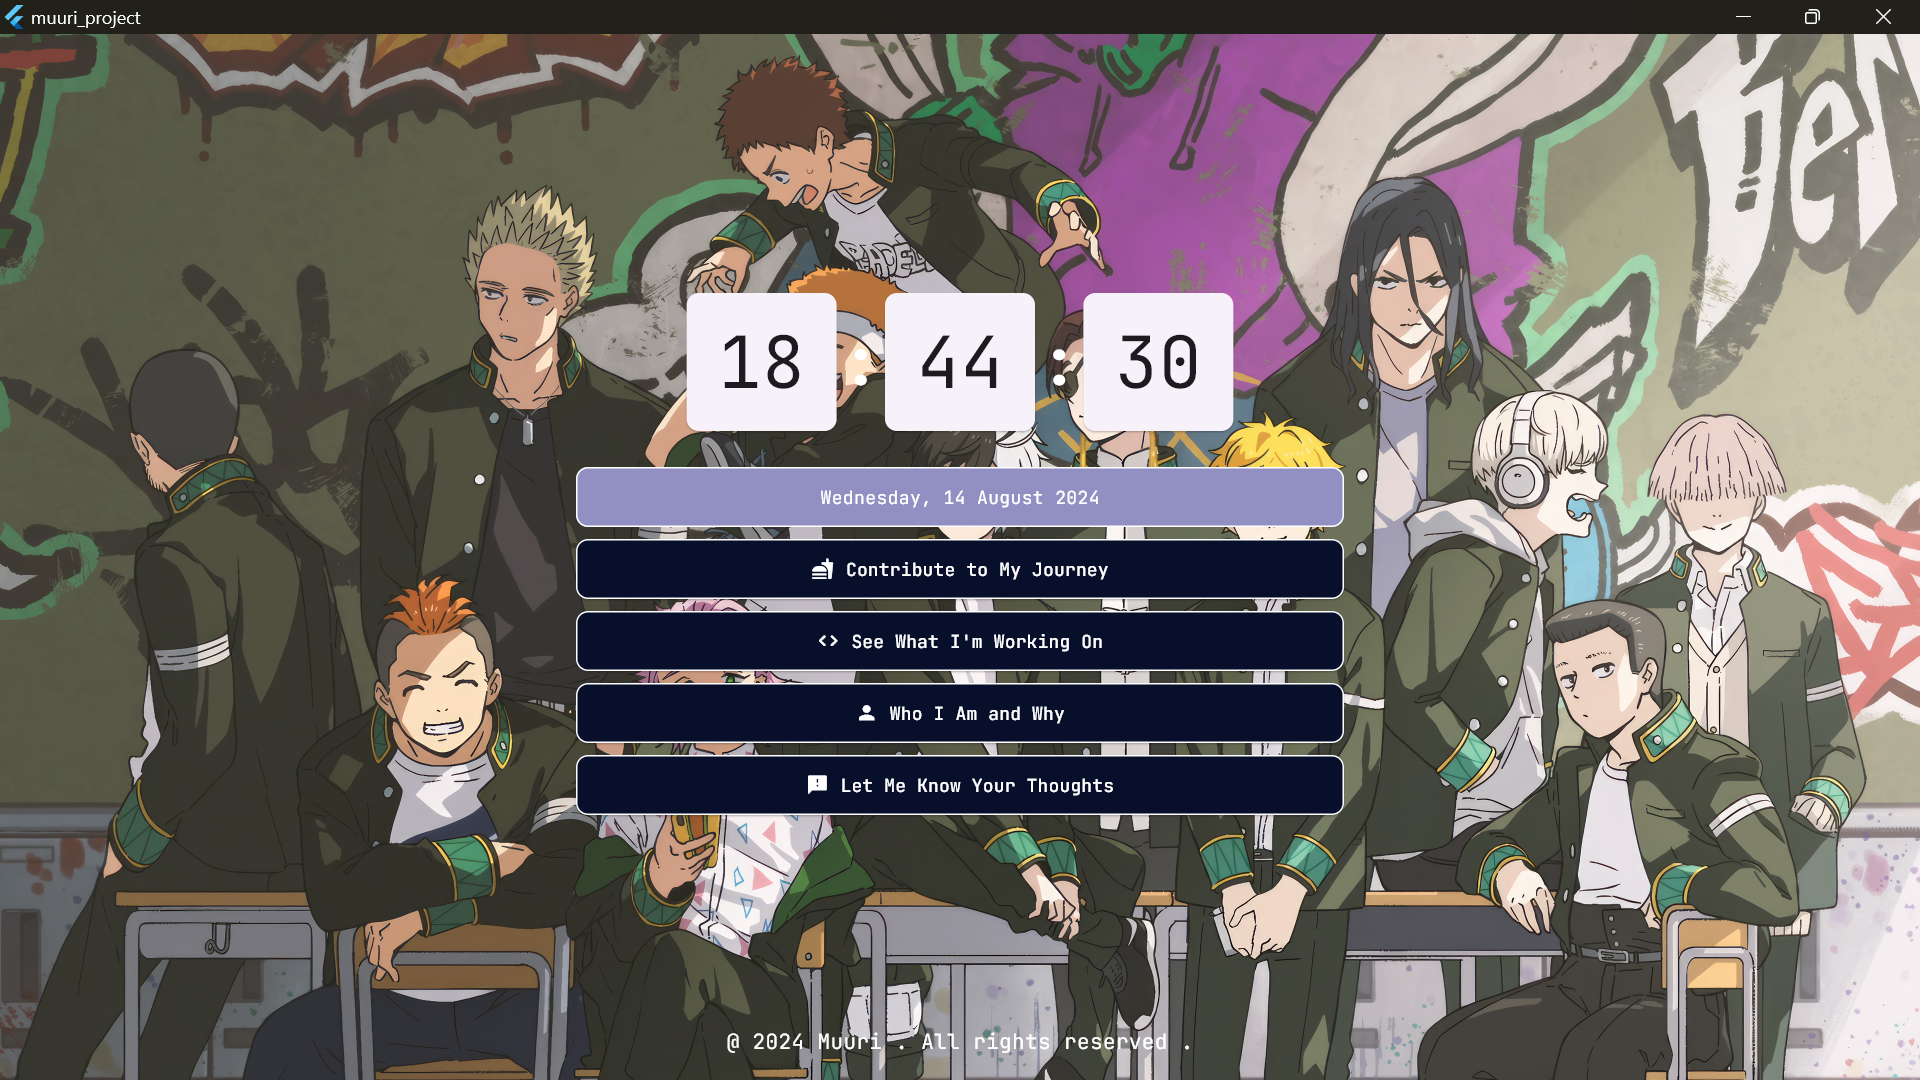 muuri_project
Be
18 : 44 : 30
Wednesday, 14 August 2024
Contribute to My Journey
<> See What I'm Working On
Who I Am and Why
Let Me Know Your Thoughts
@ 2024 Muuri . All rights reserved .